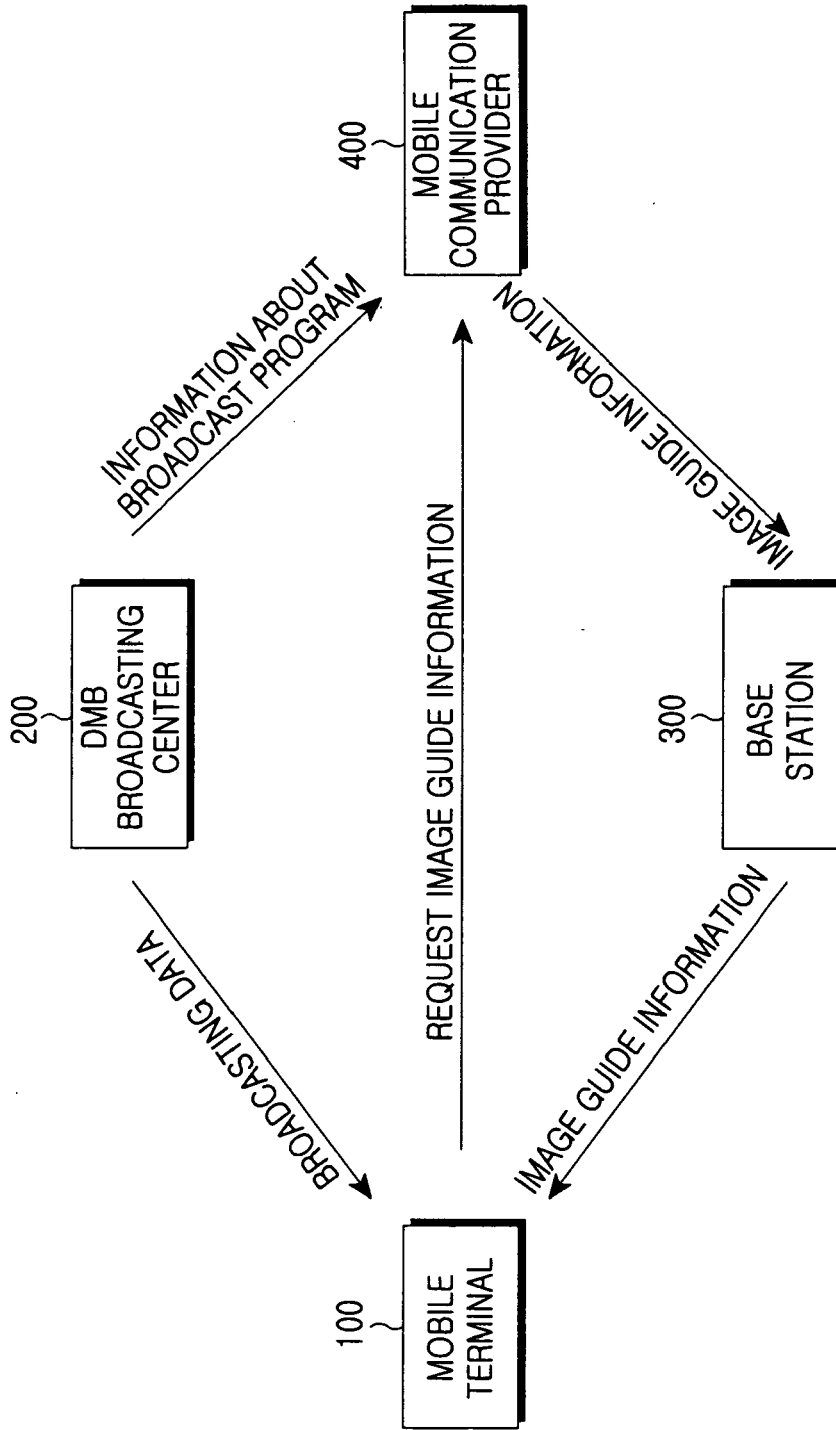 200
DMB
BROADCASTING
CENTER
BROADCASTING DATA
INFORMATION ABOUT
BROADCAST PROGRAM
100
MOBILE
TERMINAL
REQUEST IMAGE GUIDE INFORMATION
400
MOBILE
COMMUNICATION
PROVIDER
IMAGE GUIDE INFORMATION
IMAGE GUIDE INFORMATION
300
BASE
STATION